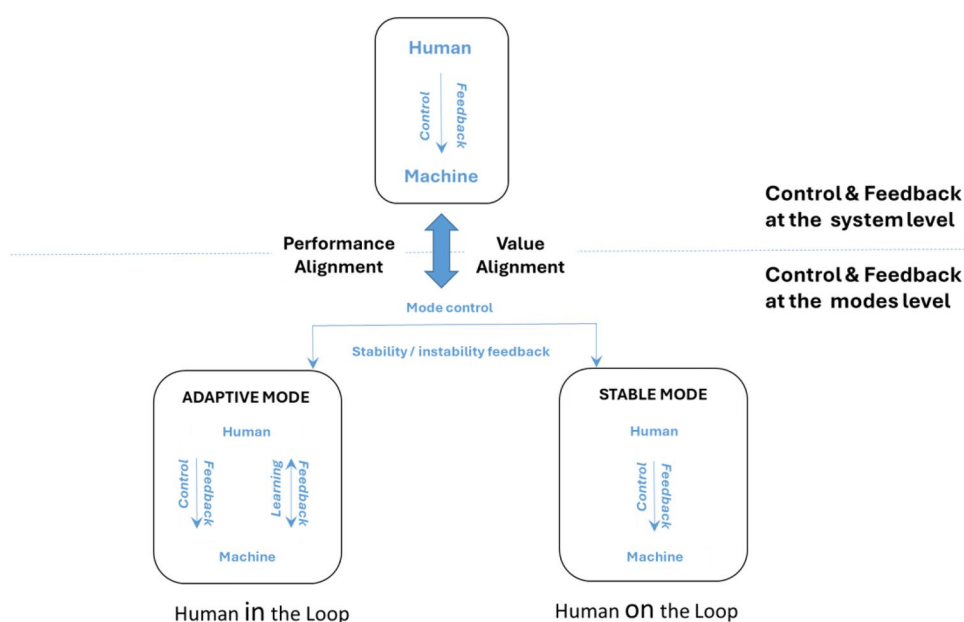 Human
Control
Feedback
Machine
Control & Feedback
at the system level
Performance
Alignment
Value
Alignment
Control & Feedback
at the modes level
Mode control
Stability / instability feedback
ADAPTIVE MODE
Human
Control
Feedback
Learning
Feedback
Machine
Human in the Loop
STABLE MODE
Human
Control
Feedback
Machine
Human on the Loop